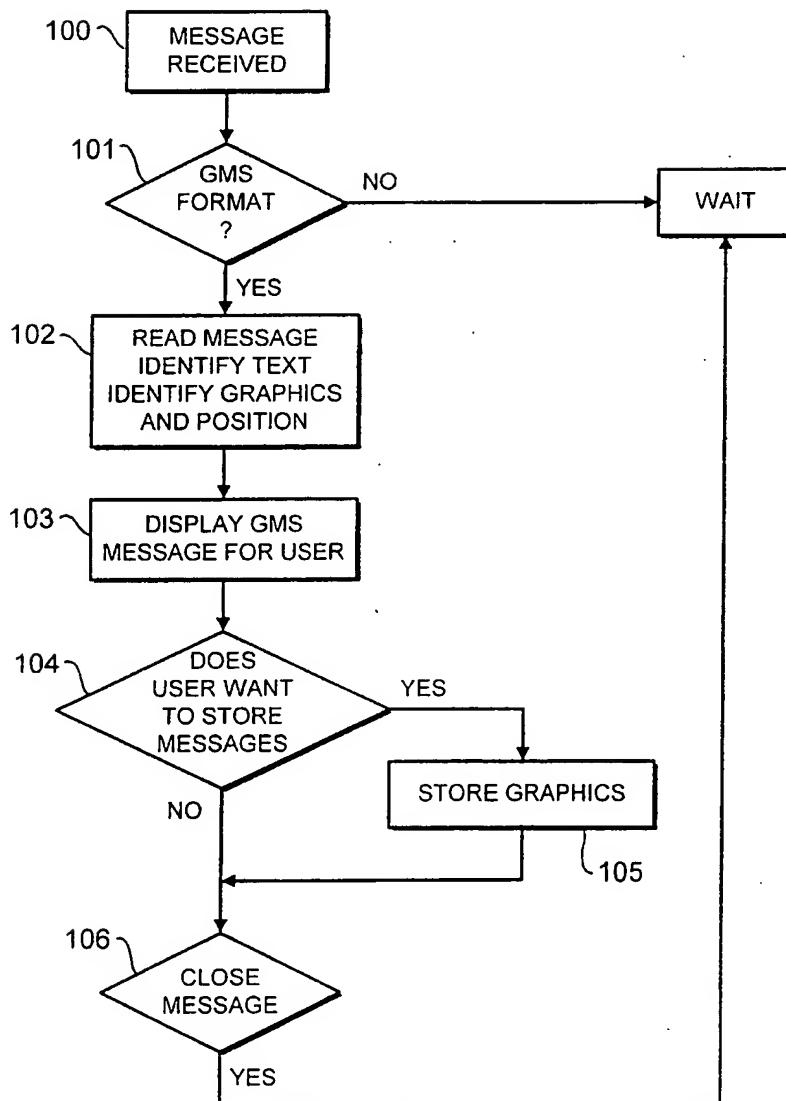 100
MESSAGE
RECEIVED
101
GMS
FORMAT
?
NO
WAIT
YES
102
READ MESSAGE
IDENTIFY TEXT
IDENTIFY GRAPHICS
AND POSITION
103
DISPLAY GMS
MESSAGE FOR USER
104
DOES
USER WANT
TO STORE
MESSAGES
YES
NO
STORE GRAPHICS
105
106
CLOSE
MESSAGE
YES